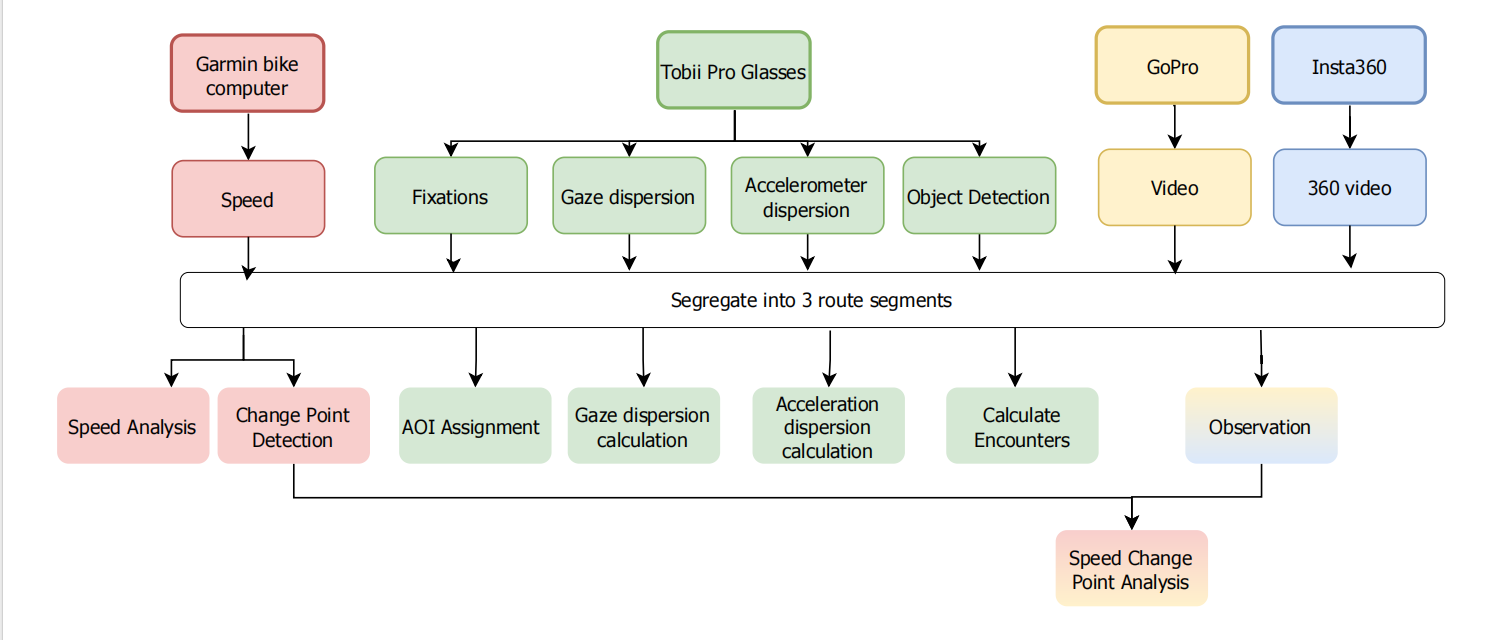 Garmin bike
computer
Tobii Pro Glasses
GoPro
Insta360
Speed
Fixations
Gaze dispersion
Accelerometer
dispersion
Object Detection
Video
360 video
Segregate into 3 route segments
Speed Analysis
Change Point
Detection
AOI Assignment
Gaze dispersion
calculation
Acceleration
dispersion
calculation
Calculate
Encounters
Observation
Speed Change
Point Analysis